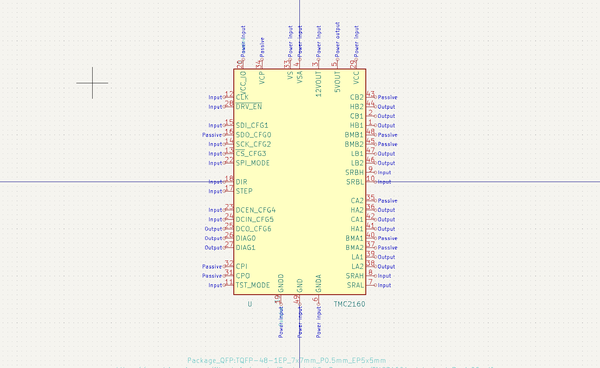 Power input
Passive
Power input
Power input
Power input
Power output
Power input
34
33
4
3
5
29
VCC_IO
VCP
VS
VSA
12VOUT
5VOUT
VCC
Input 12 CLK CB2 43 Passive
Input 28 DRV_EN HB2 44 Output
CB1 2 Output
Input 15 SDI_CFG1 HB1 1 Output
Passive 16 SDO_CFG0 BMB1 48 Passive
Input 14 SCK_CFG2 BMB2 45 Passive
Input 13 CS_CFG3 LB1 47 Output
Input 22 SPI_MODE LB2 46 Output
SRBH 9 Input
Input 18 DIR SRBL 10 Input
Input 17 STEP
CA2 35 Passive
Input 23 DCEN_CFG4 HA2 36 Output
Input 24 DCIN_CFG5 CA1 42 Output
Output 25 DCO_CFG6 HA1 41 Output
Output 26 DIAG0 BMA1 40 Passive
Output 27 DIAG1 BMA2 37 Passive
LA1 39 Output
Passive 32 CPI LA2 38 Output
Passive 31 CPO SRAH 8 Input
Input 11 TST_MODE SRAL 7 Input
GNDD
GND
GNDA
19
49
6
U TMC2160
Power input
Power input
Power input
Package_QFP:TQFP-48-1EP_7x7mm_P0.5mm_EP5x5mm